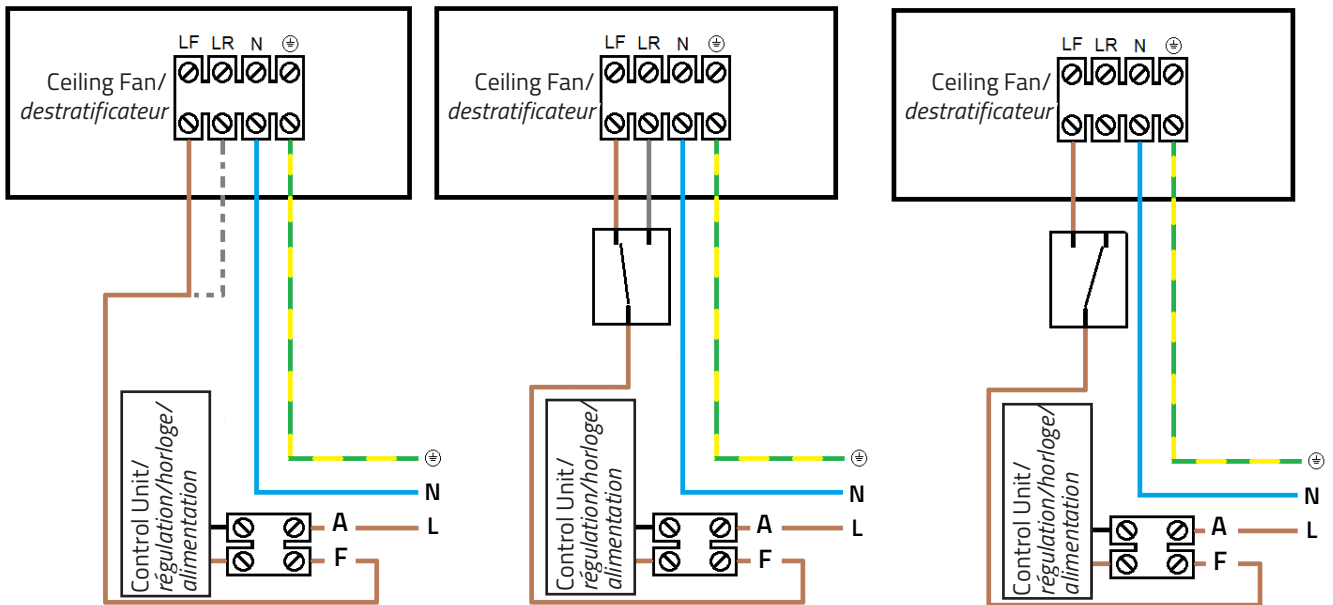 LF LR N ⏚
Ceiling Fan/
destratificateur
Control Unit/
régulation/horloge/
alimentation
⏚
N
A
L
F
LF LR N ⏚
Ceiling Fan/
destratificateur
Control Unit/
régulation/horloge/
alimentation
⏚
N
A
L
F
LF LR N ⏚
Ceiling Fan/
destratificateur
Control Unit/
régulation/horloge/
alimentation
⏚
N
A
L
F